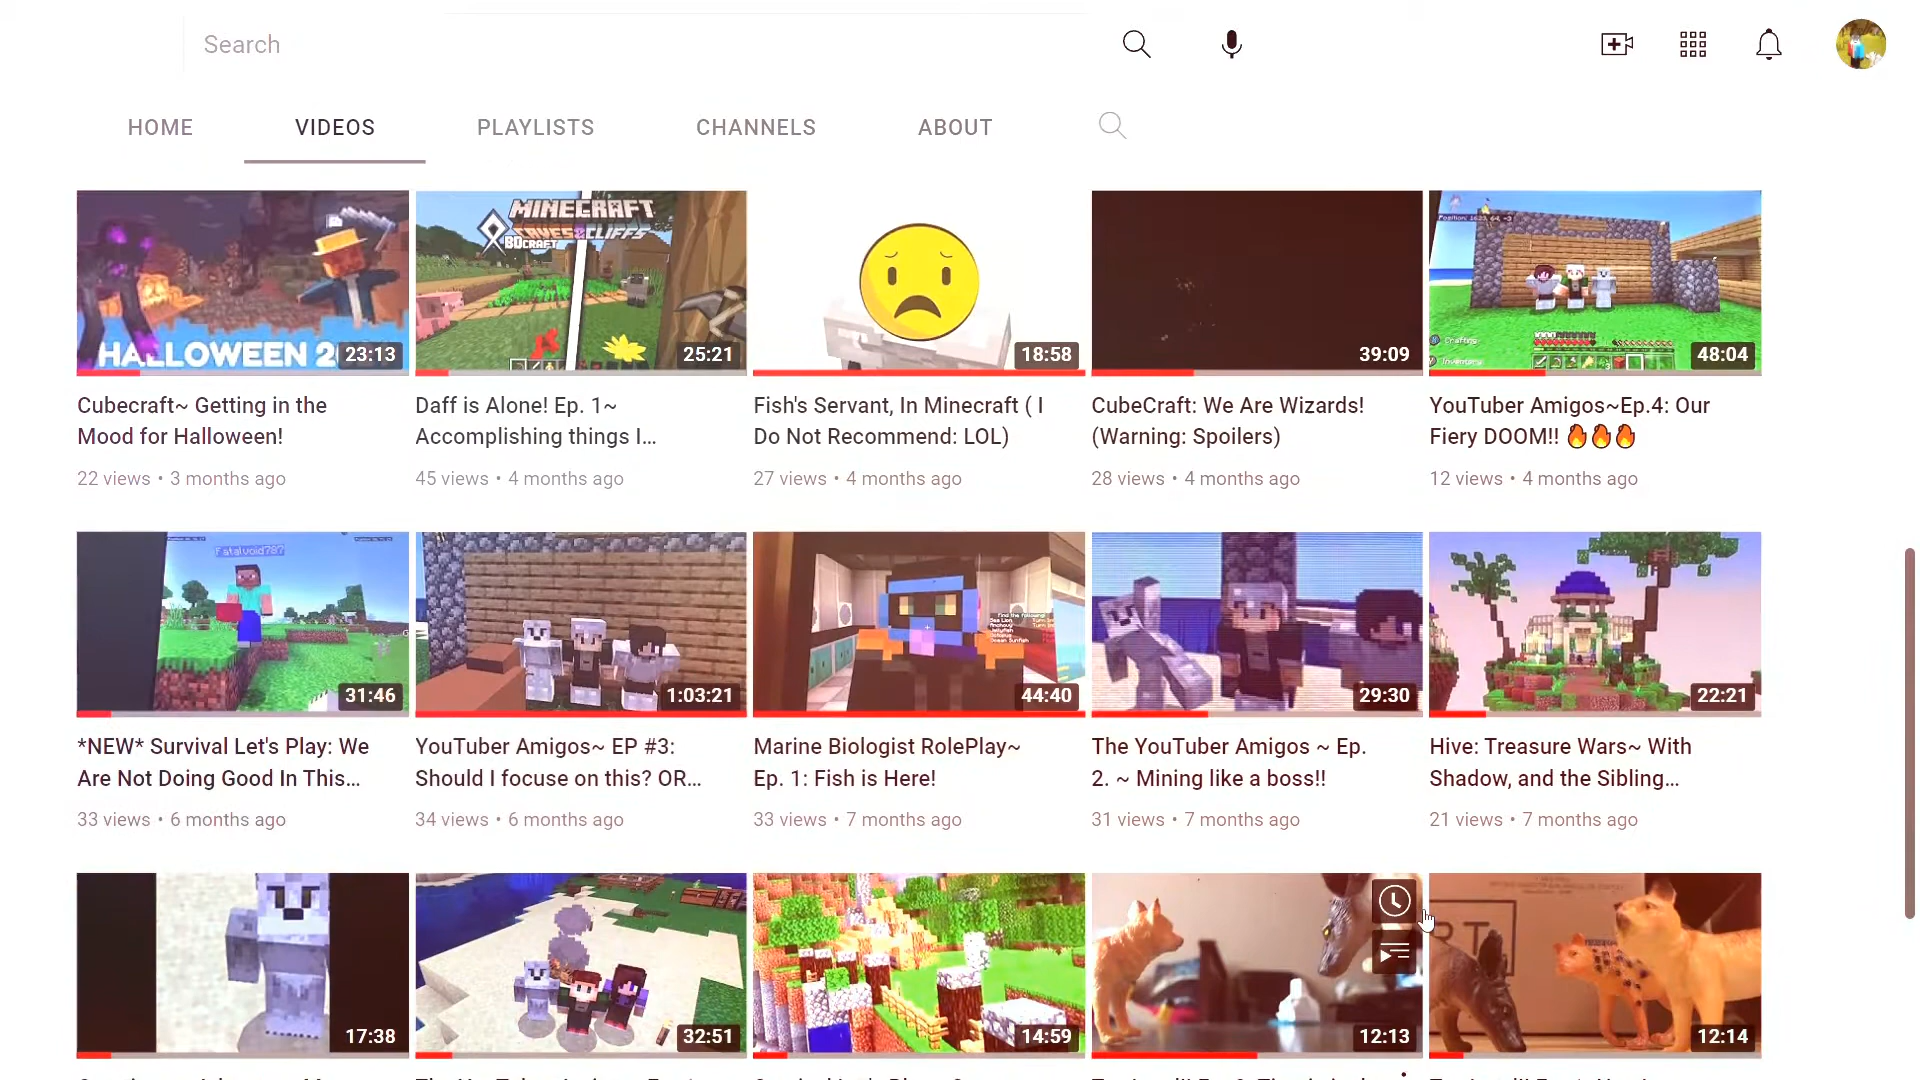 Search
HOME VIDEOS PLAYLISTS CHANNELS ABOUT
HALLOWEEN 2
23:13
MINECRAFT
CAVES & CLIFFS
BDCRAFT
25:21
18:58
39:09
Crafting
Inventory
48:04
Cubecraft~ Getting in the
Mood for Halloween!
22 views • 3 months ago
Daff is Alone! Ep. 1~
Accomplishing things I...
45 views • 4 months ago
Fish's Servant, In Minecraft ( I
Do Not Recommend: LOL)
27 views • 4 months ago
CubeCraft: We Are Wizards!
(Warning: Spoilers)
28 views • 4 months ago
YouTuber Amigos~Ep.4: Our
Fiery DOOM!! 🔥🔥🔥
12 views • 4 months ago
Fatalvoid787
31:46
1:03:21
44:40
29:30
22:21
*NEW* Survival Let's Play: We
Are Not Doing Good In This...
33 views • 6 months ago
YouTuber Amigos~ EP #3:
Should I focuse on this? OR...
34 views • 6 months ago
Marine Biologist RolePlay~
Ep. 1: Fish is Here!
33 views • 7 months ago
The YouTuber Amigos ~ Ep.
2. ~ Mining like a boss!!
31 views • 7 months ago
Hive: Treasure Wars~ With
Shadow, and the Sibling...
21 views • 7 months ago
17:38
32:51
14:59
12:13
12:14